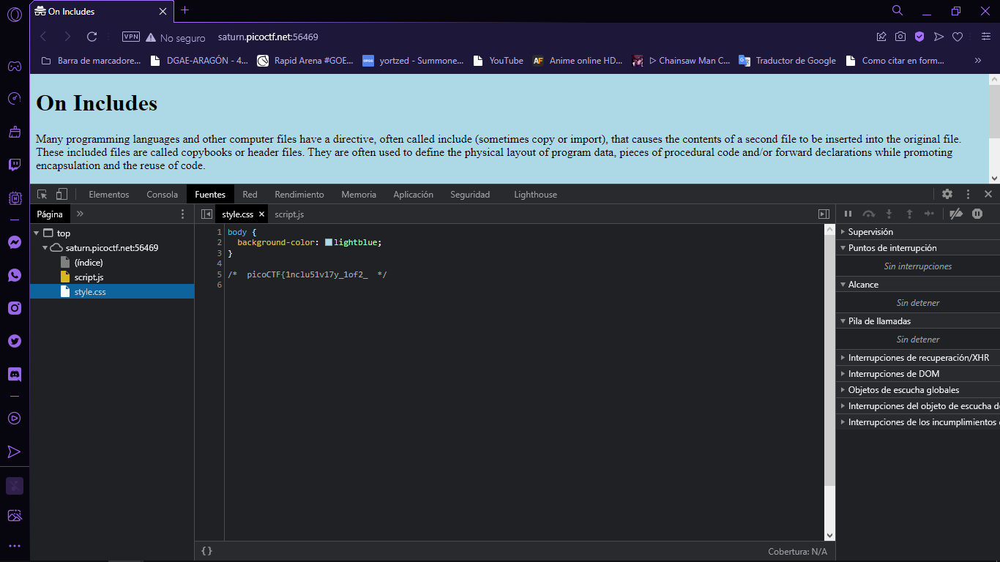 On Includes
VPN
No seguro
saturn.picoctf.net:56469
Barra de marcadore...
DGAE-ARAGÓN - 4...
Rapid Arena #GOE...
yortzed - Summone...
YouTube
AF
Anime online HD...
▷ Chainsaw Man C...
Traductor de Google
Como citar en form...
»
On Includes
Many programming languages and other computer files have a directive, often called include (sometimes copy or import), that causes the contents of a second file to be inserted into the original file.
These included files are called copybooks or header files. They are often used to define the physical layout of program data, pieces of procedural code and/or forward declarations while promoting
encapsulation and the reuse of code.
Elementos
Consola
Fuentes
Red
Rendimiento
Memoria
Aplicación
Seguridad
Lighthouse
Página
»
style.css
script.js
top
saturn.picoctf.net:56469
(índice)
script.js
style.css
1 body {
2 background-color: lightblue;
3 }
4
5 /* picoCTF{1nclu51v17y_1of2_ */
6
Supervisión
Puntos de interrupción
Sin interrupciones
Alcance
Sin detener
Pila de llamadas
Sin detener
Interrupciones de recuperación/XHR
Interrupciones de DOM
Objetos de escucha globales
Interrupciones del objeto de escucha de
Interrupciones de los incumplimientos
{}
Cobertura: N/A